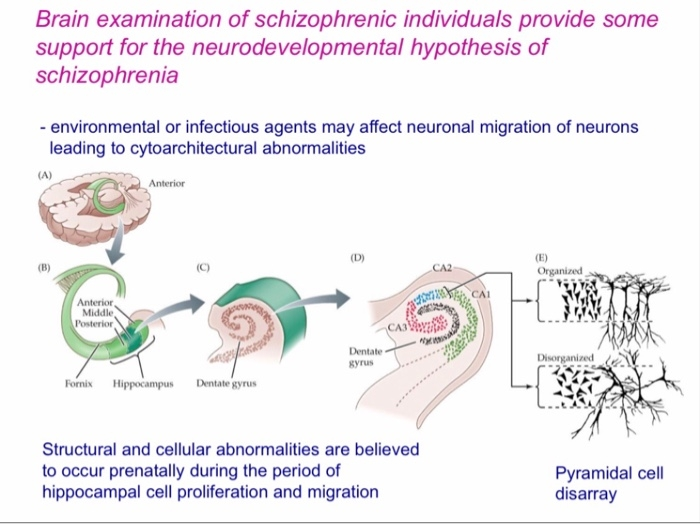 Brain examination of schizophrenic individuals provide some
support for the neurodevelopmental hypothesis of
schizophrenia
- environmental or infectious agents may affect neuronal migration of neurons
leading to cytoarchitectural abnormalities
(A)
Anterior
(B)
Anterior
Middle
Posterior
Fornix
Hippocampus
(C)
Dentate gyrus
(D)
CA2
CA1
CA3
Dentate
gyrus
(E)
Organized
Disorganized
Structural and cellular abnormalities are believed
to occur prenatally during the period of
hippocampal cell proliferation and migration
Pyramidal cell
disarray